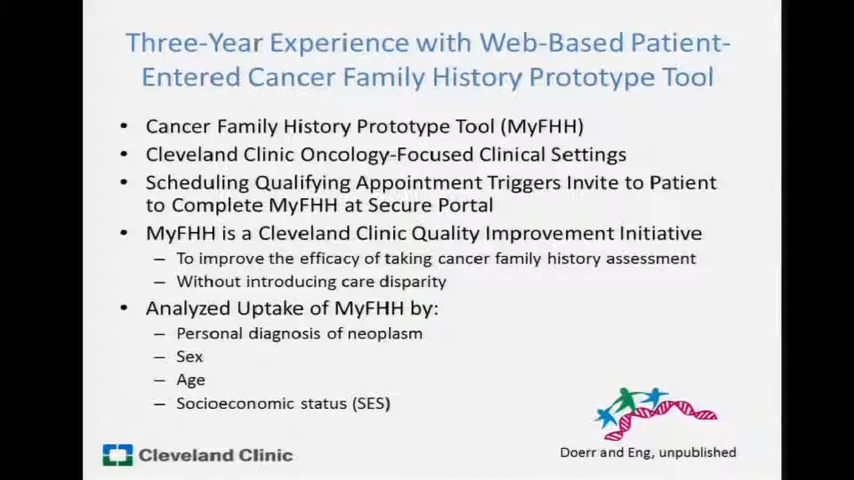 Three-Year Experience with Web-Based Patient-
Entered Cancer Family History Prototype Tool
• Cancer Family History Prototype Tool (MyFHH)
• Cleveland Clinic Oncology-Focused Clinical Settings
• Scheduling Qualifying Appointment Triggers Invite to Patient
to Complete MyFHH at Secure Portal
• MyFHH is a Cleveland Clinic Quality Improvement Initiative
– To improve the efficacy of taking cancer family history assessment
– Without introducing care disparity
• Analyzed Uptake of MyFHH by:
– Personal diagnosis of neoplasm
– Sex
– Age
– Socioeconomic status (SES)
Cleveland Clinic
Doerr and Eng, unpublished